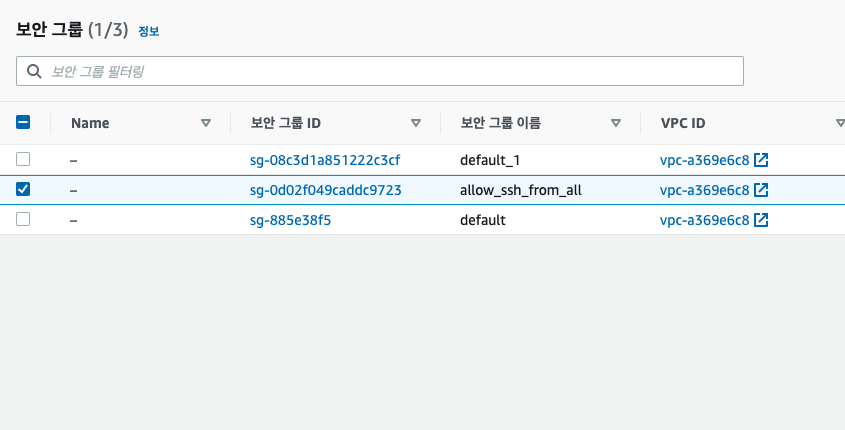 보안 그룹 (1/3) 정보
보안 그룹 필터링
Name 보안 그룹 ID 보안 그룹 이름 VPC ID
– sg-08c3d1a851222c3cf default_1 vpc-a369e6c8
– sg-0d02f049caddc9723 allow_ssh_from_all vpc-a369e6c8
– sg-885e38f5 default vpc-a369e6c8